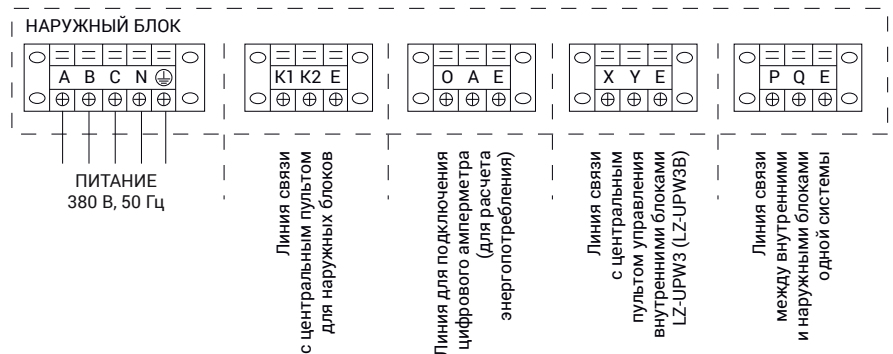 НАРУЖНЫЙ БЛОК
A B C N
K1 K2 E
O A E
X Y E
P Q E
ПИТАНИЕ
380 В, 50 Гц
Линия связи
с центральным пультом
для наружных блоков
Линия для подключения
цифрового амперметра
(для расчета
энергопотребления)
Линия связи
с центральным
пультом управления
внутренними блоками
LZ-UPW3 (LZ-UPW3B)
Линия связи
между внутренними
и наружными блоками
одной системы